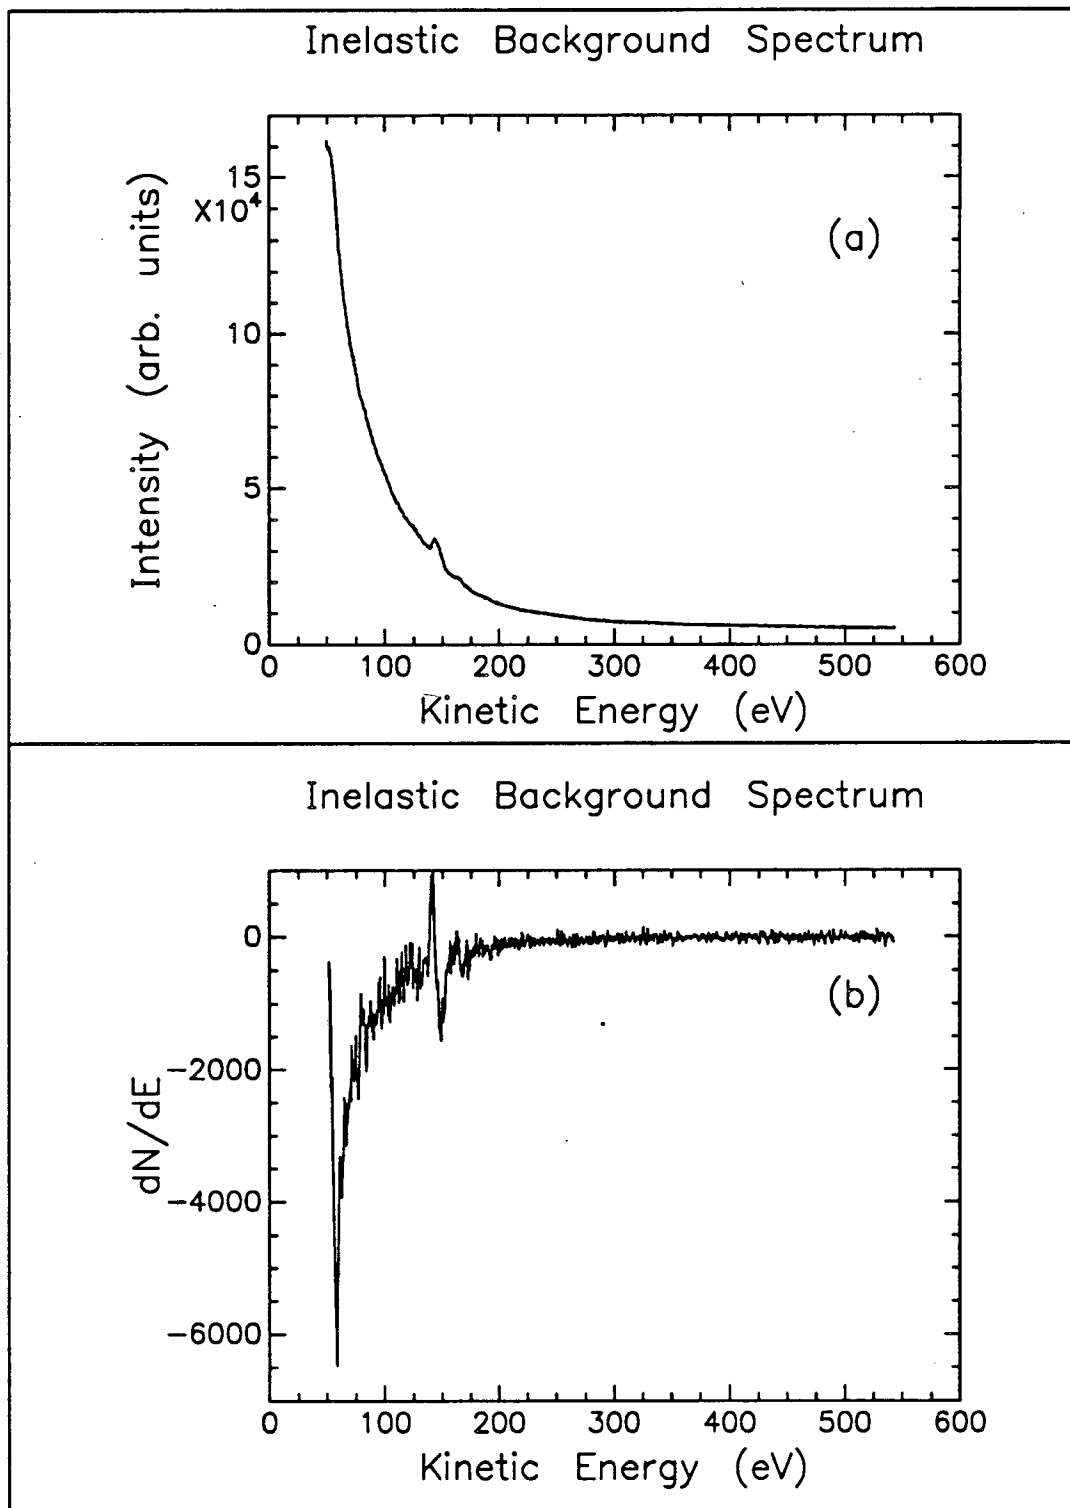 Inelastic Background Spectrum
15
X10⁴
10
5
0
0 100 200 300 400 500 600
Intensity (arb. units)
(a)
Kinetic Energy (eV)
Inelastic Background Spectrum
0
-2000
-4000
-6000
0 100 200 300 400 500 600
dN/dE
(b)
Kinetic Energy (eV)